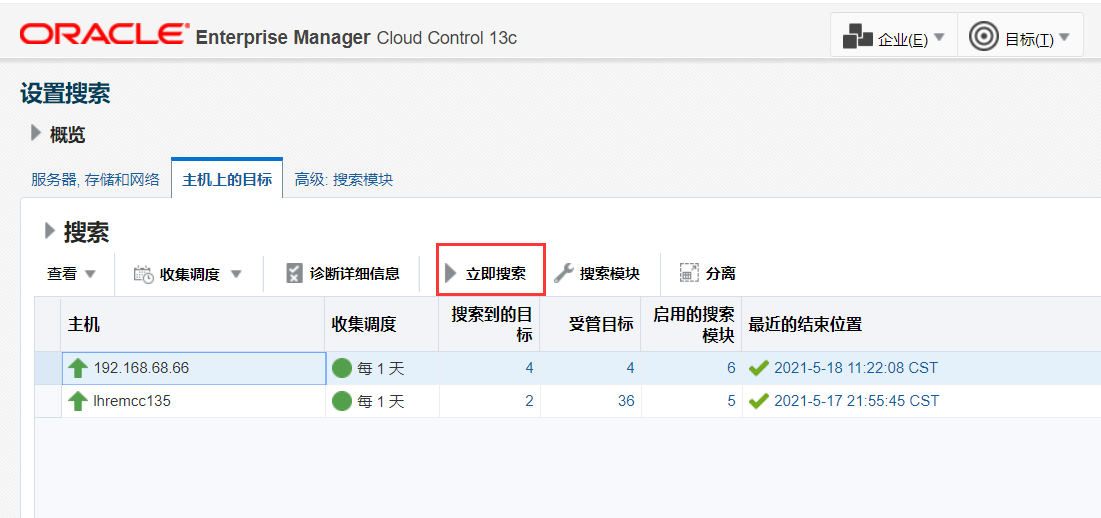 ORACLE Enterprise Manager Cloud Control 13c 企业(E) 目标(T)
设置搜索
概览
服务器, 存储和网络 主机上的目标 高级: 搜索模块
搜索
查看 收集调度 诊断详细信息 立即搜索 搜索模块 分离
主机 收集调度 搜索到的目标 受管目标 启用的搜索模块 最近的结束位置
192.168.68.66 每 1 天 4 4 6 2021-5-18 11:22:08 CST
lhremcc135 每 1 天 2 36 5 2021-5-17 21:55:45 CST